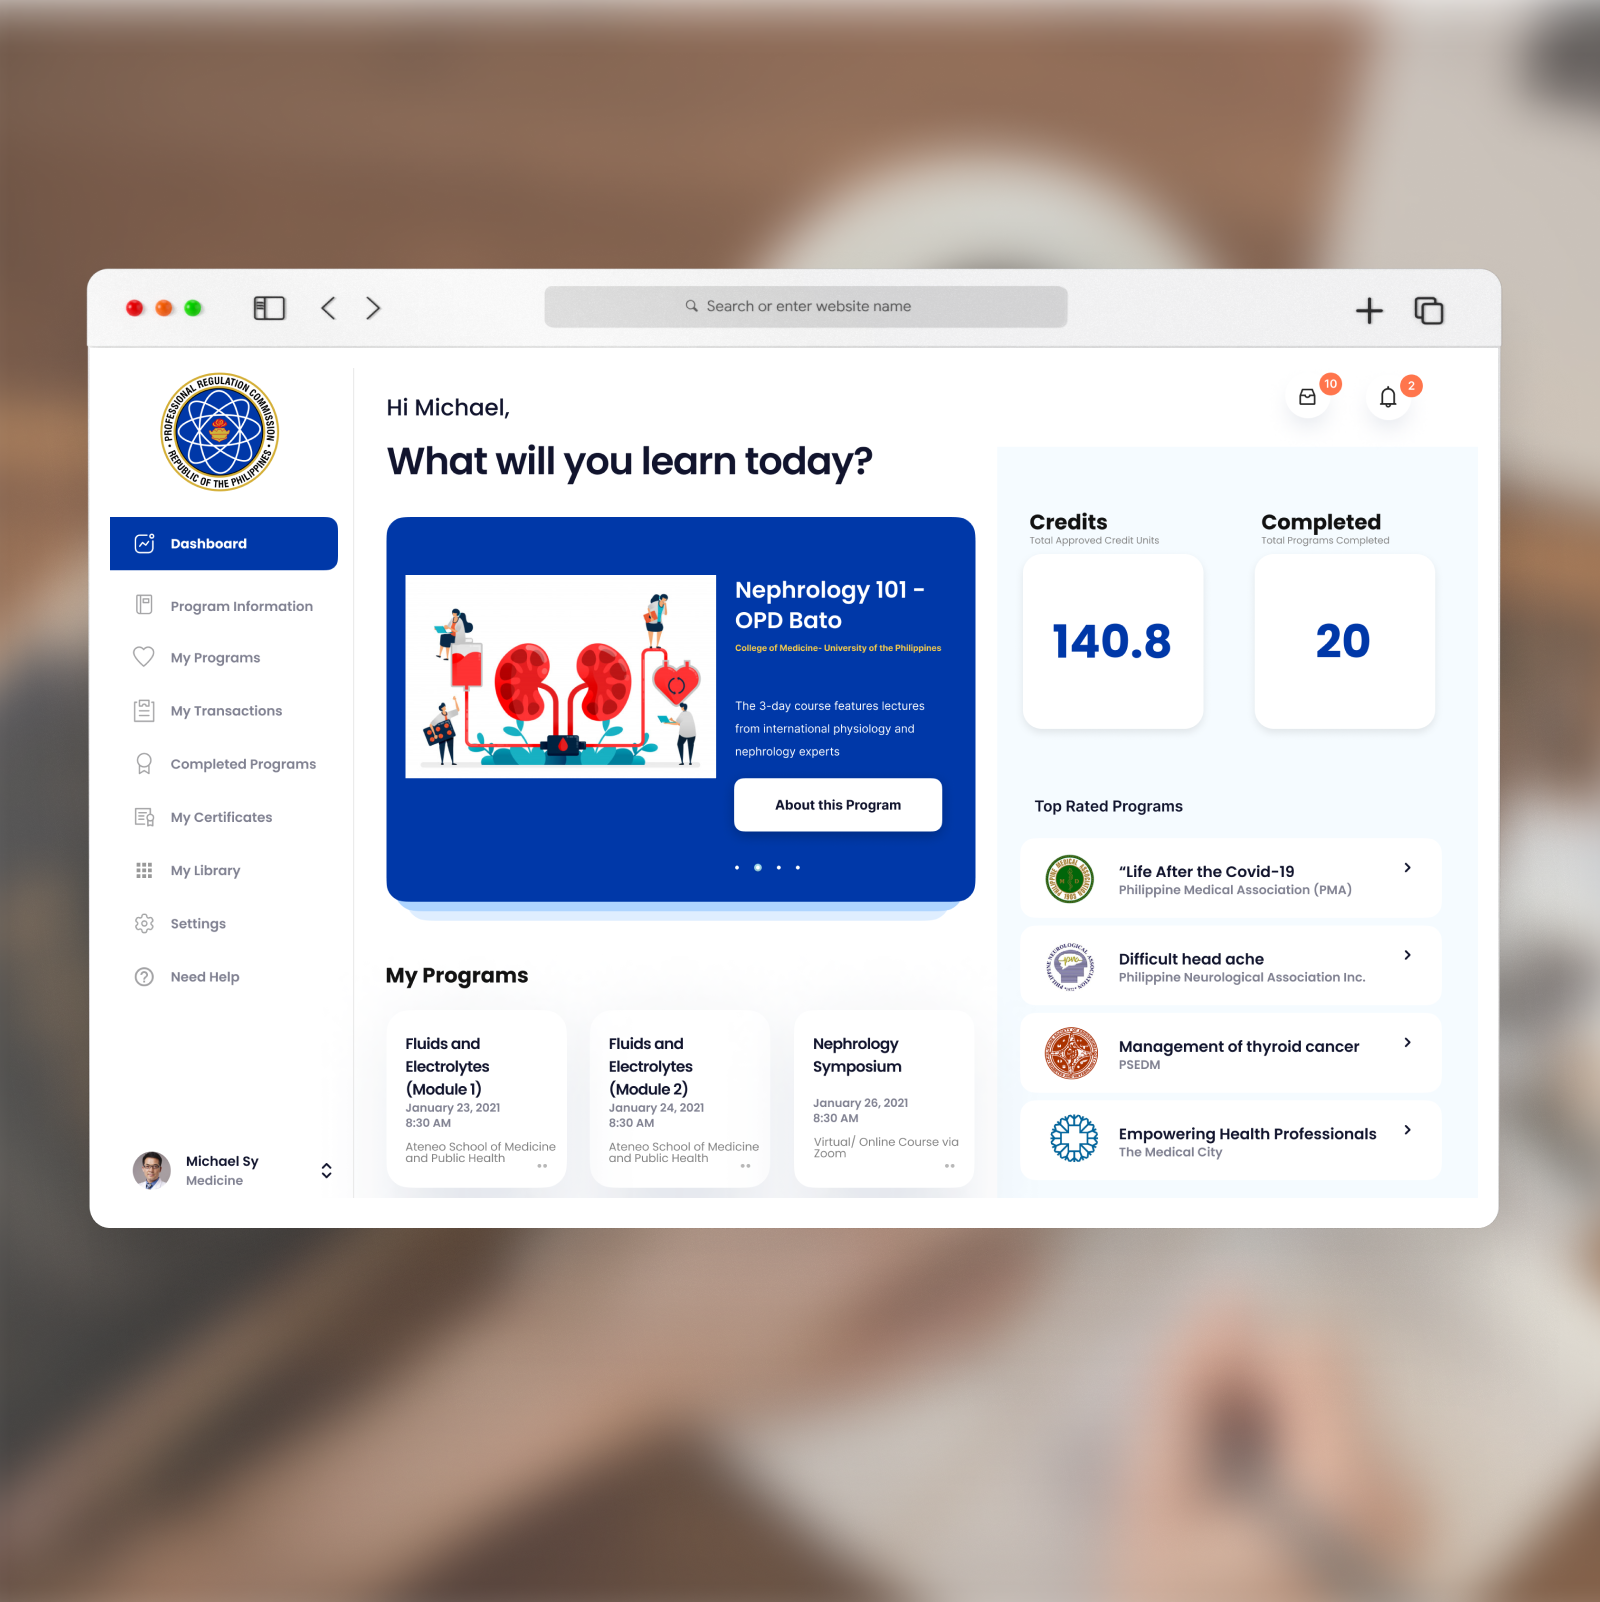 Search or enter website name
PROFESSIONAL REGULATION COMMISSION
REPUBLIC OF THE PHILIPPINES
Dashboard
Program Information
My Programs
My Transactions
Completed Programs
My Certificates
My Library
Settings
Need Help
Michael Sy
Medicine
Hi Michael,
What will you learn today?
10
2
Nephrology 101 -
OPD Bato
College of Medicine- University of the Philippines
The 3-day course features lectures
from international physiology and
nephrology experts
About this Program
My Programs
Fluids and
Electrolytes
(Module 1)
January 23, 2021
8:30 AM
Ateneo School of Medicine
and Public Health
Fluids and
Electrolytes
(Module 2)
January 24, 2021
8:30 AM
Ateneo School of Medicine
and Public Health
Nephrology
Symposium
January 26, 2021
8:30 AM
Virtual/ Online Course via
Zoom
Credits
Total Approved Credit Units
140.8
Completed
Total Programs Completed
20
Top Rated Programs
PHILIPPINE MEDICAL ASSOCIATION
“Life After the Covid-19
Philippine Medical Association (PMA)
PHILIPPINE NEUROLOGICAL ASSOCIATION
Difficult head ache
Philippine Neurological Association Inc.
Management of thyroid cancer
PSEDM
Empowering Health Professionals
The Medical City